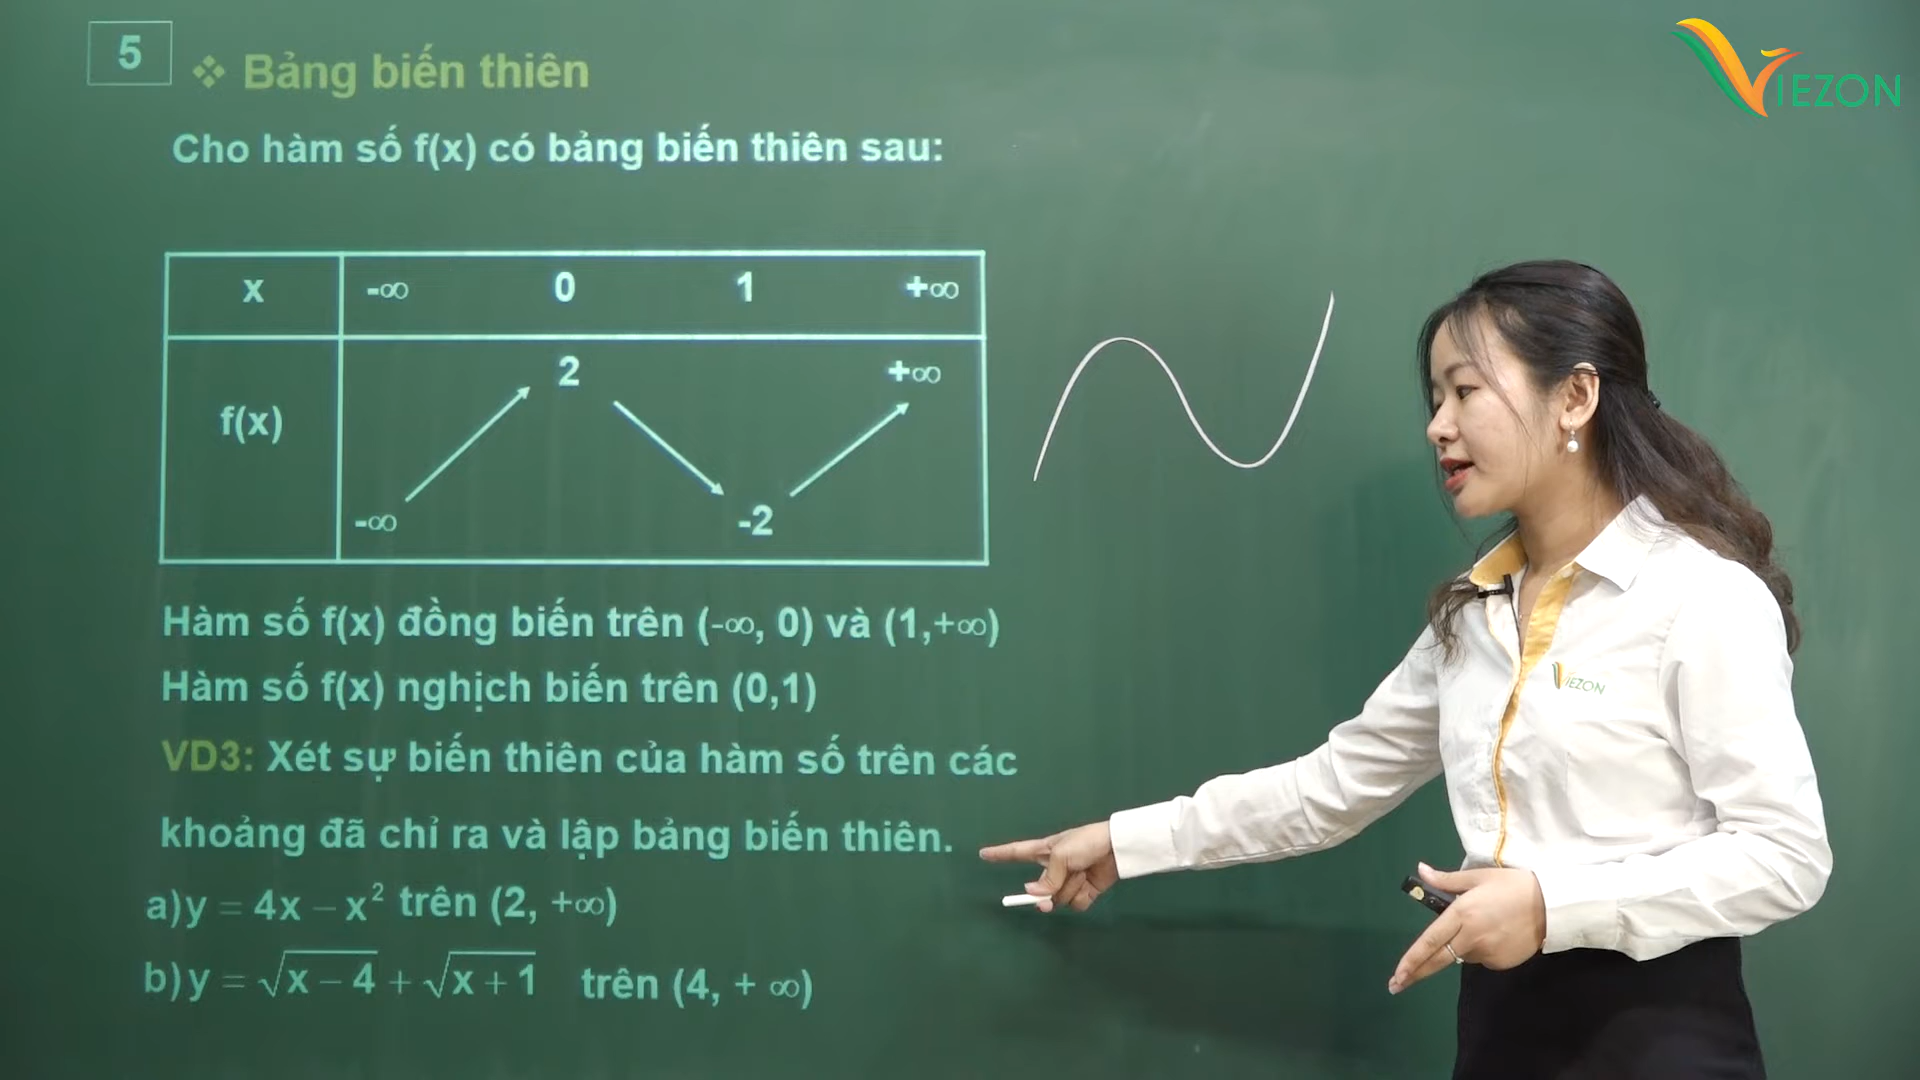 5
❖ Bảng biến thiên
VIEZON
Cho hàm số f(x) có bảng biến thiên sau:
x -∞ 0 1 +∞
2 +∞
f(x)
-∞ -2
Hàm số f(x) đồng biến trên (-∞, 0) và (1,+∞)
Hàm số f(x) nghịch biến trên (0,1)
VIEZON
VD3: Xét sự biến thiên của hàm số trên các
khoảng đã chỉ ra và lập bảng biến thiên.
a)y = 4x – x² trên (2, +∞)
b)y = √(x – 4) + √(x + 1) trên (4, + ∞)